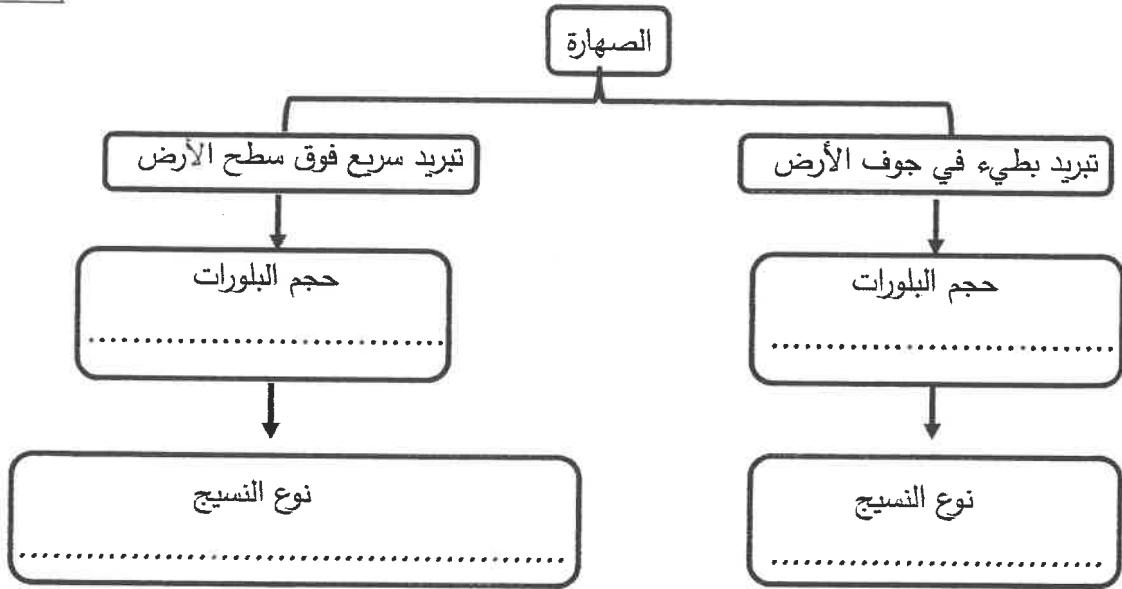 الصهارة
تبريد بطيء في جوف الأرض
تبريد سريع فوق سطح الأرض
حجم البلورات
..................................
حجم البلورات
....................................
نوع النسيج
..................................
نوع النسيج
........................................................